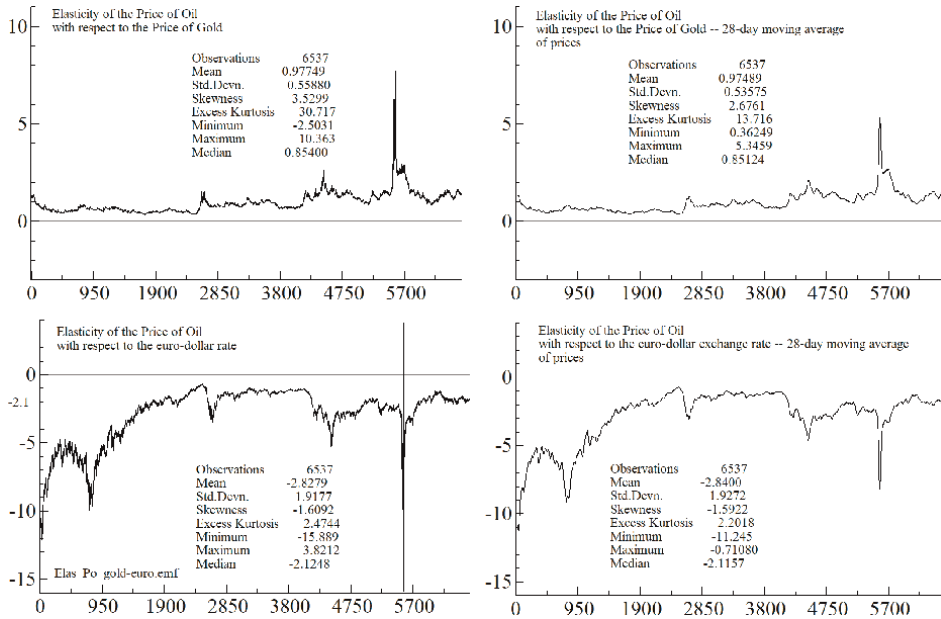 Elasticity of the Price of Oil
with respect to the Price of Gold
10
5
0
Observations 6537
Mean 0.97749
Std.Devn. 0.55880
Skewness 3.5299
Excess Kurtosis 30.717
Minimum -2.5031
Maximum 10.363
Median 0.85400
0 950 1900 2850 3800 4750 5700
Elasticity of the Price of Oil
with respect to the Price of Gold -- 28-day moving average
of prices
10
5
0
Observations 6537
Mean 0.97489
Std.Devn. 0.53575
Skewness 2.6761
Excess Kurtosis 13.716
Minimum 0.36249
Maximum 5.3459
Median 0.85124
0 950 1900 2850 3800 4750 5700
Elasticity of the Price of Oil
with respect to the euro-dollar rate
0
-2.1
-5
-10
-15
Observations 6537
Mean -2.8279
Std.Devn. 1.9177
Skewness -1.6092
Excess Kurtosis 2.4744
Minimum -15.889
Maximum 3.8212
Median -2.1248
Elas Po gold-euro.emf
0 950 1900 2850 3800 4750 5700
Elasticity of the Price of Oil
with respect to the euro-dollar exchange rate -- 28-day moving average
of prices
0
-5
-10
-15
Observations 6537
Mean -2.8400
Std.Devn. 1.9272
Skewness -1.5922
Excess Kurtosis 2.2018
Minimum -11.245
Maximum -0.71080
Median -2.1157
0 950 1900 2850 3800 4750 5700